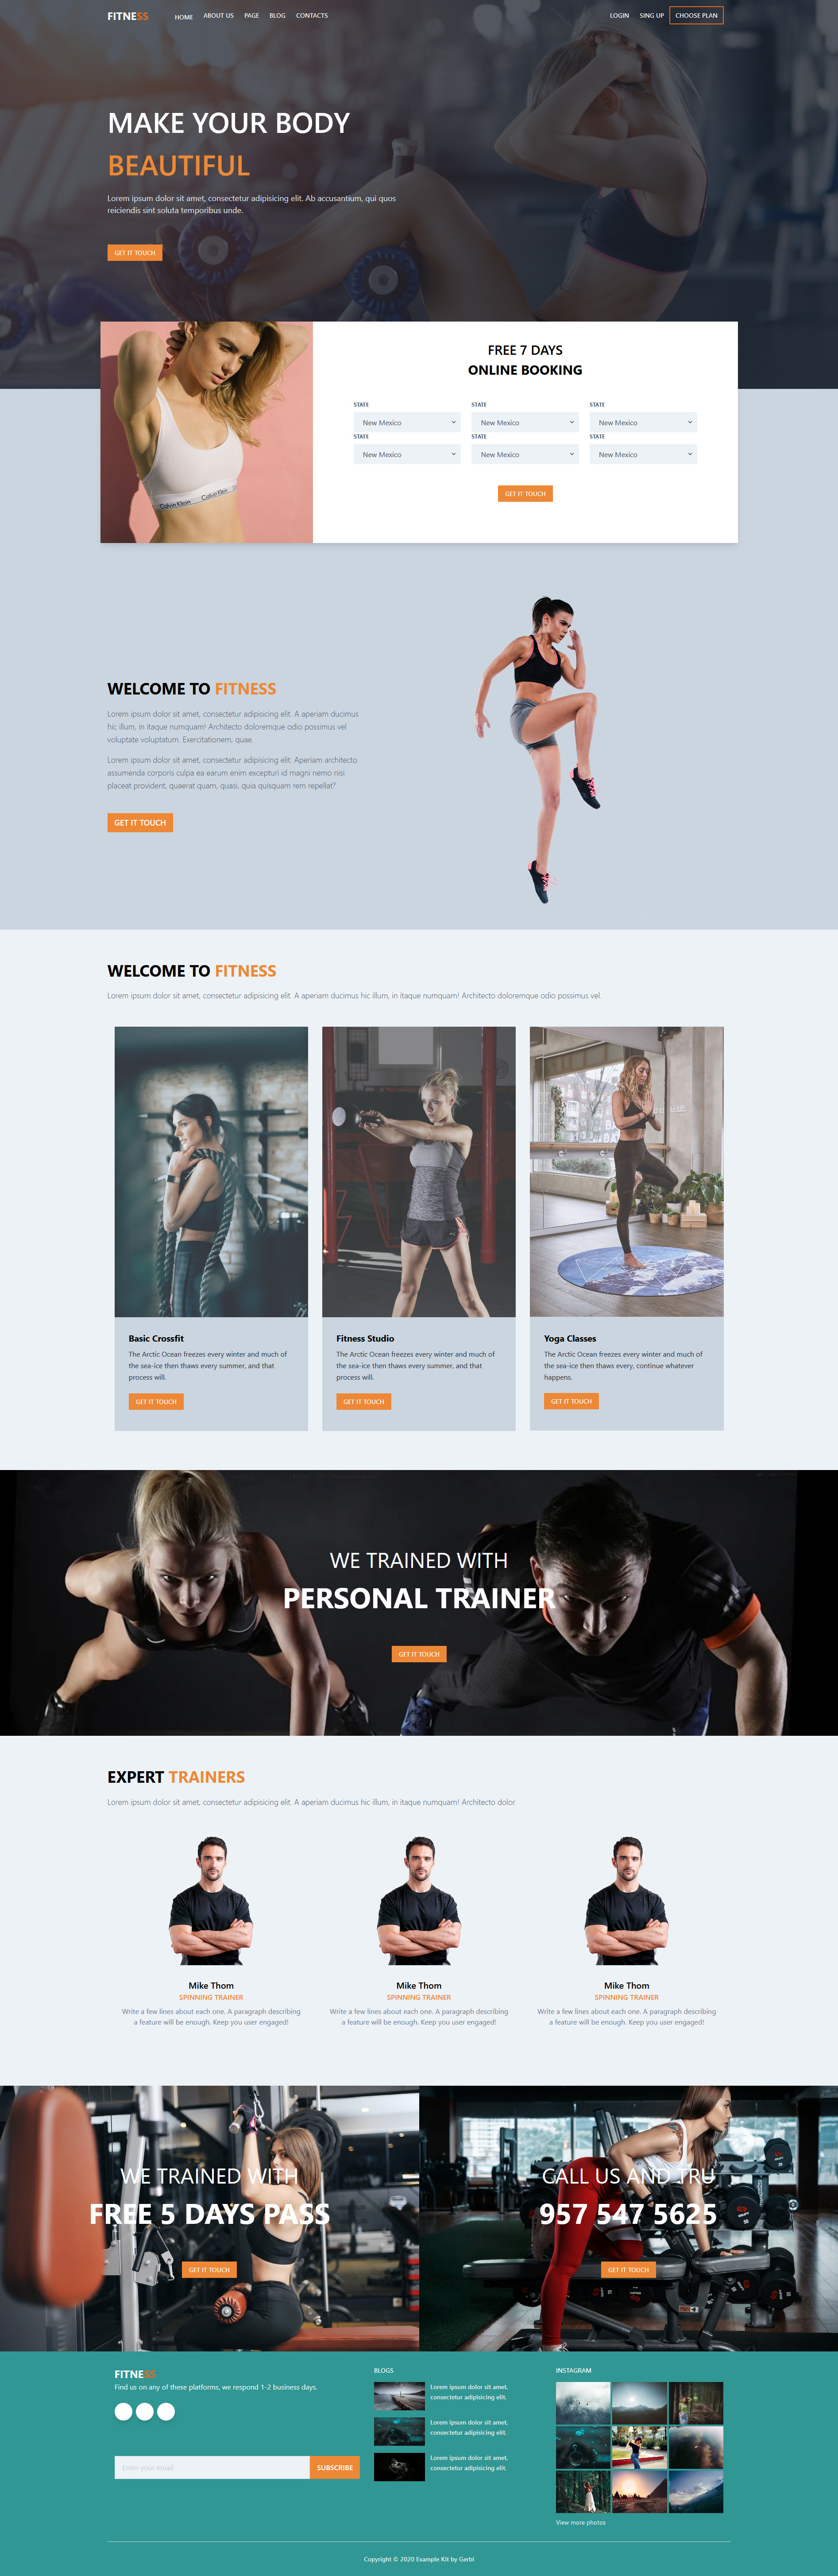 FITNESS
HOME ABOUT US PAGE BLOG CONTACTS
LOGIN SING UP CHOOSE PLAN
MAKE YOUR BODY
BEAUTIFUL
Lorem ipsum dolor sit amet, consectetur adipisicing elit. Ab accusantium, qui quos
reiciendis sint soluta temporibus unde.
GET IT TOUCH
FREE 7 DAYS
ONLINE BOOKING
STATE STATE STATE
New Mexico New Mexico New Mexico
STATE STATE STATE
New Mexico New Mexico New Mexico
GET IT TOUCH
Calvin Klein Calvin Klein
WELCOME TO FITNESS
Lorem ipsum dolor sit amet, consectetur adipisicing elit. A aperiam ducimus
hic illum, in itaque numquam! Architecto doloremque odio possimus vel
voluptate voluptatum. Exercitationem, quae.
Lorem ipsum dolor sit amet, consectetur adipisicing elit. Aperiam architecto
assumenda corporis culpa ea earum enim excepturi id magni nemo nisi
placeat provident, quaerat quam, quasi, quia quisquam rem repellat?
GET IT TOUCH
WELCOME TO FITNESS
Lorem ipsum dolor sit amet, consectetur adipisicing elit. A aperiam ducimus hic illum, in itaque numquam! Architecto doloremque odio possimus vel.
Basic Crossfit
The Arctic Ocean freezes every winter and much of
the sea-ice then thaws every summer, and that
process will.
GET IT TOUCH
Fitness Studio
The Arctic Ocean freezes every winter and much of
the sea-ice then thaws every summer, and that
process will.
GET IT TOUCH
Yoga Classes
The Arctic Ocean freezes every winter and much of
the sea-ice then thaws every, continue whatever
happens.
GET IT TOUCH
WE TRAINED WITH
PERSONAL TRAINER
GET IT TOUCH
EXPERT TRAINERS
Lorem ipsum dolor sit amet, consectetur adipisicing elit. A aperiam ducimus hic illum, in itaque numquam! Architecto dolor.
Mike Thom
SPINNING TRAINER
Write a few lines about each one. A paragraph describing
a feature will be enough. Keep you user engaged!
Mike Thom
SPINNING TRAINER
Write a few lines about each one. A paragraph describing
a feature will be enough. Keep you user engaged!
Mike Thom
SPINNING TRAINER
Write a few lines about each one. A paragraph describing
a feature will be enough. Keep you user engaged!
WE TRAINED WITH
FREE 5 DAYS PASS
GET IT TOUCH
CALL US AND TRU
957 547 5625
GET IT TOUCH
FITNESS
Find us on any of these platforms, we respond 1-2 business days.
Enter your email
SUBSCRIBE
BLOGS
Lorem ipsum dolor sit amet,
consectetur adipisicing elit.
Lorem ipsum dolor sit amet,
consectetur adipisicing elit.
Lorem ipsum dolor sit amet,
consectetur adipisicing elit.
INSTAGRAM
View more photos
Copyright © 2020 Example Kit by Gerbi